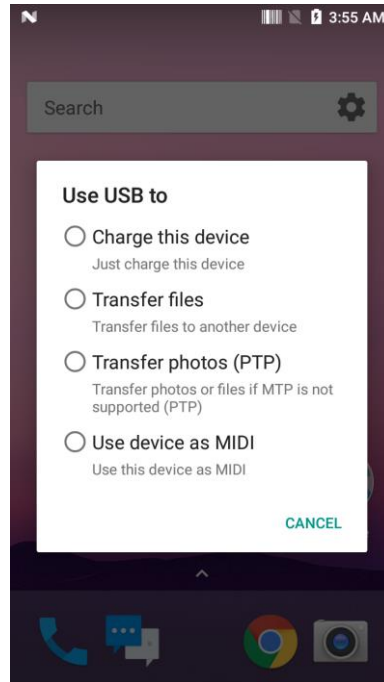 3:55 AM
Search
Use USB to
Charge this device
Just charge this device
Transfer files
Transfer files to another device
Transfer photos (PTP)
Transfer photos or files if MTP is not
supported (PTP)
Use device as MIDI
Use this device as MIDI
CANCEL